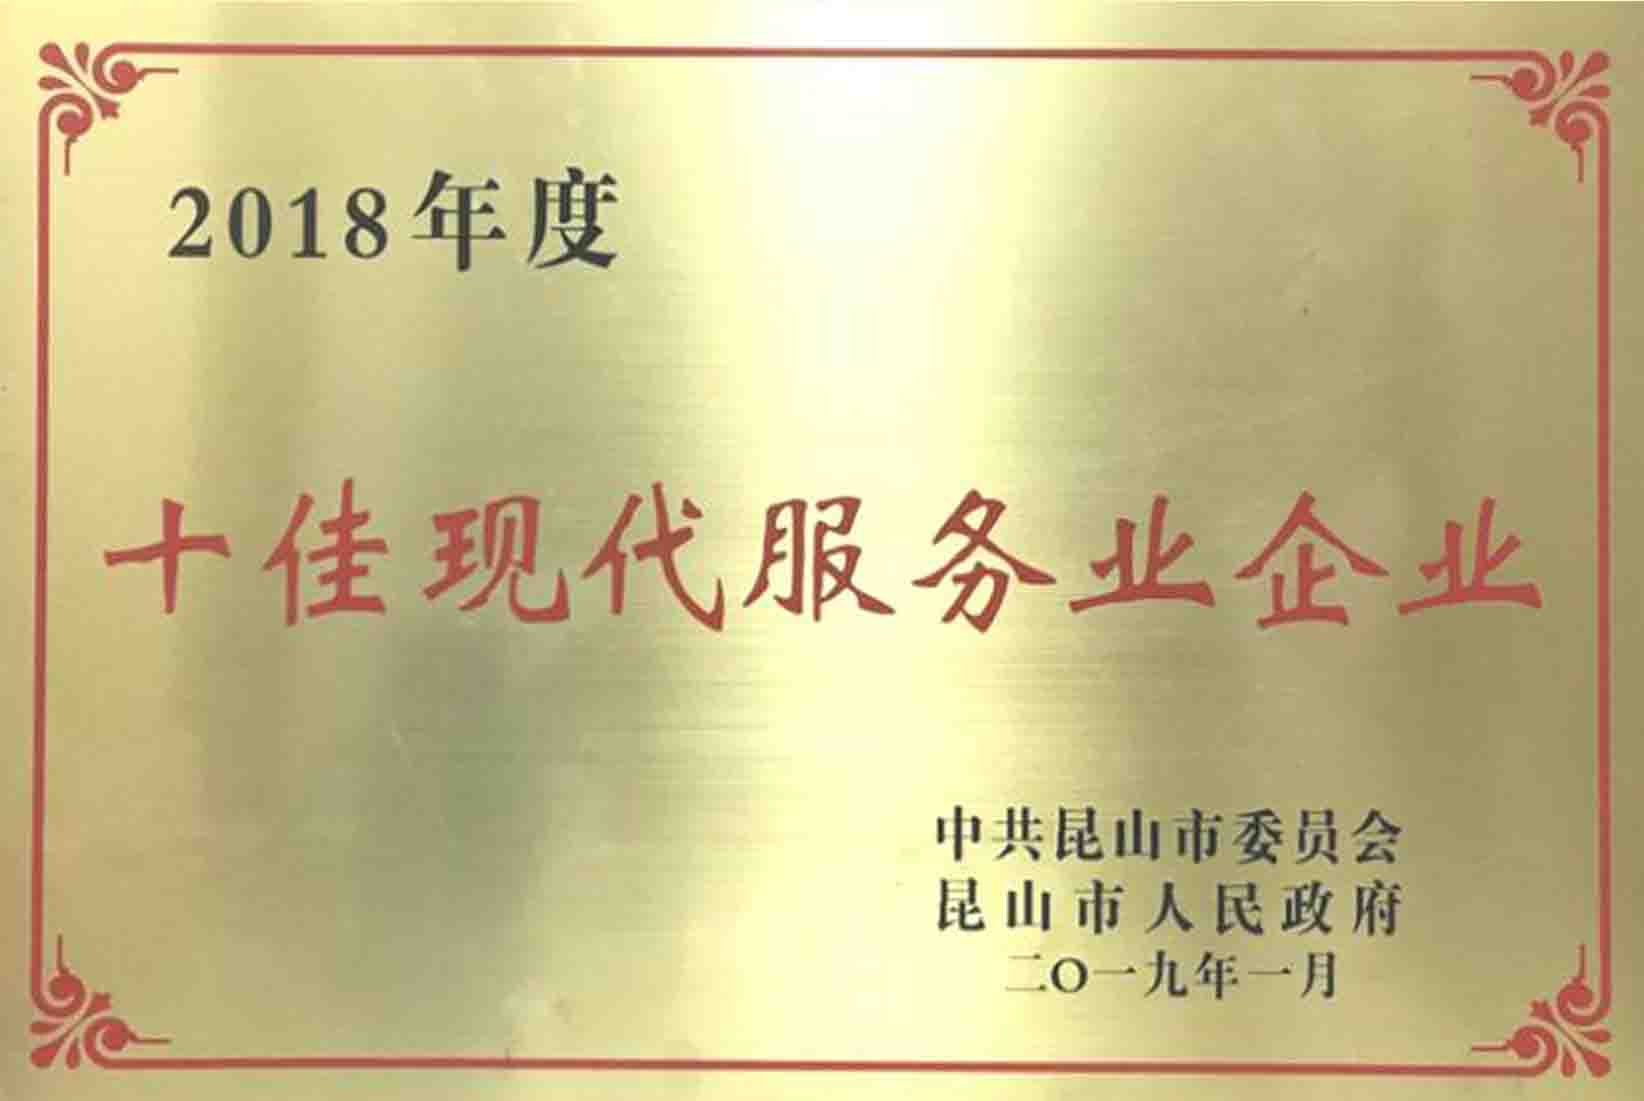 2018年度
十佳现代服务业企业
中共昆山市委员会
昆山市人民政府
二〇一九年一月